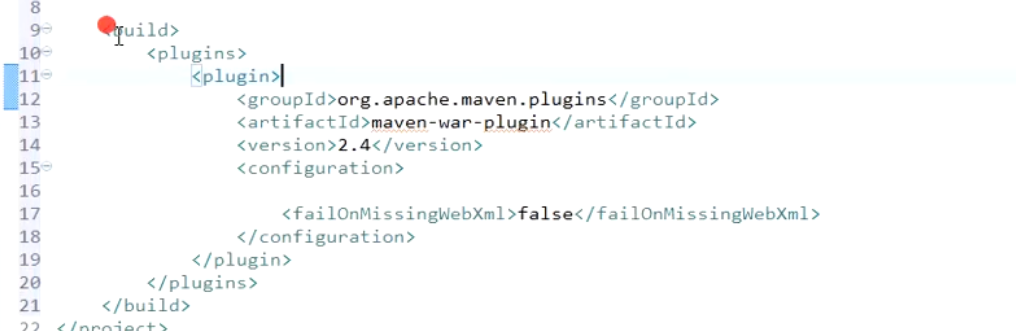 8
9 <build>
10 <plugins>
11 <plugin>
12 <groupId>org.apache.maven.plugins</groupId>
13 <artifactId>maven-war-plugin</artifactId>
14 <version>2.4</version>
15 <configuration>
16
17 <failOnMissingWebXml>false</failOnMissingWebXml>
18 </configuration>
19 </plugin>
20 </plugins>
21 </build>
22 </project>